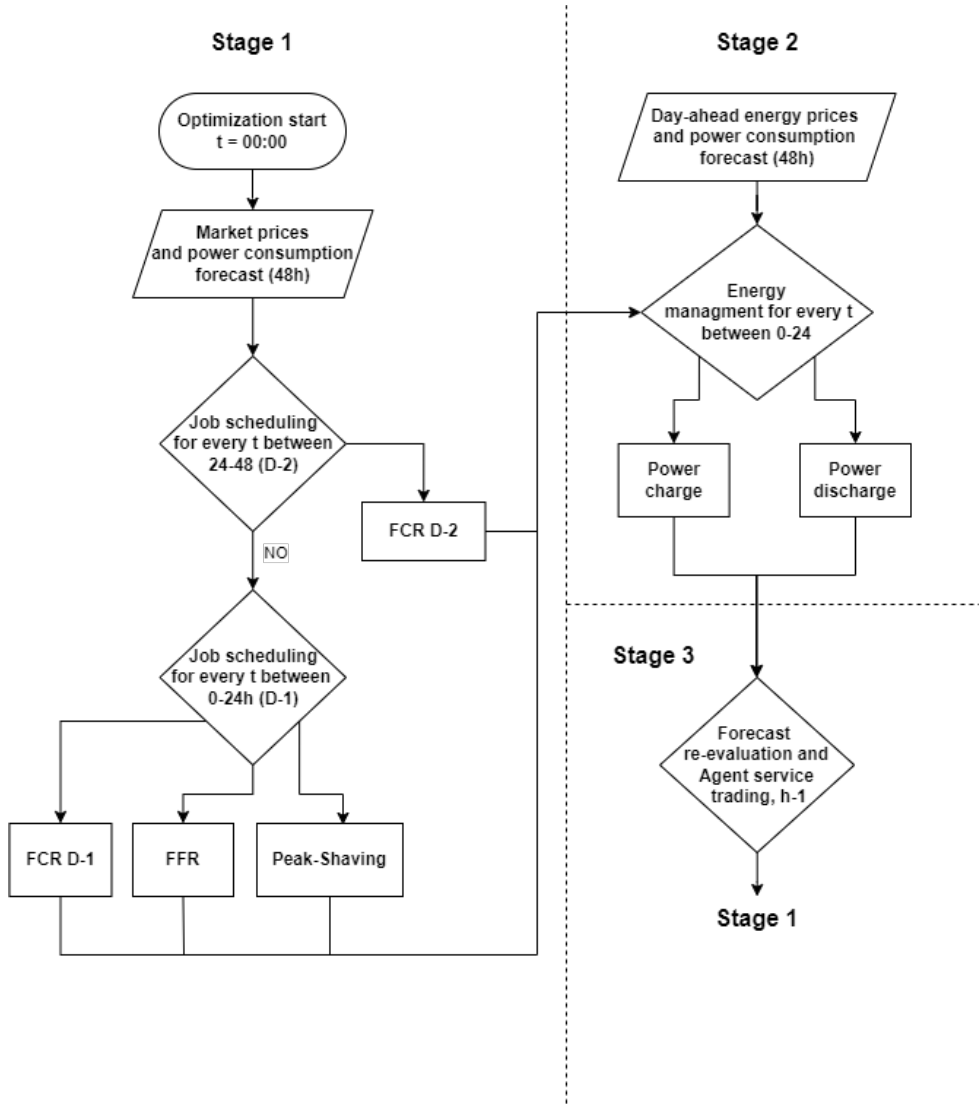 Stage 1
Optimization start
t = 00:00
Market prices
and power consumption
forecast (48h)
Job scheduling
for every t between
24-48 (D-2)
FCR D-2
NO
Job scheduling
for every t between
0-24h (D-1)
FCR D-1
FFR
Peak-Shaving
Stage 2
Day-ahead energy prices
and power consumption
forecast (48h)
Energy
managment for every t
between 0-24
Power
charge
Power
discharge
Stage 3
Forecast
re-evaluation and
Agent service
trading, h-1
Stage 1